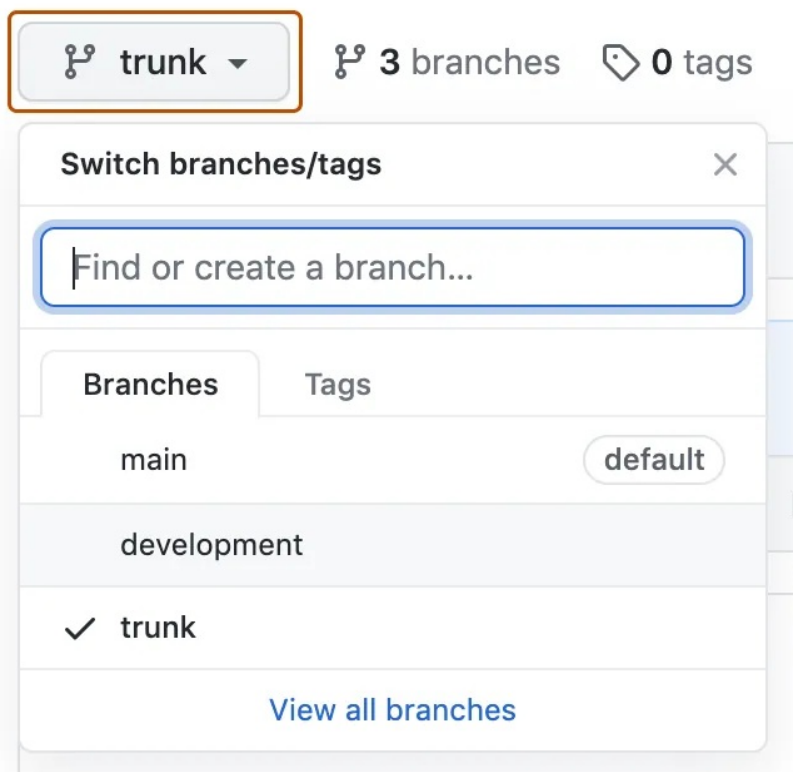 trunk 3 branches 0 tags
Switch branches/tags
Find or create a branch...
Branches Tags
main default
development
trunk
View all branches